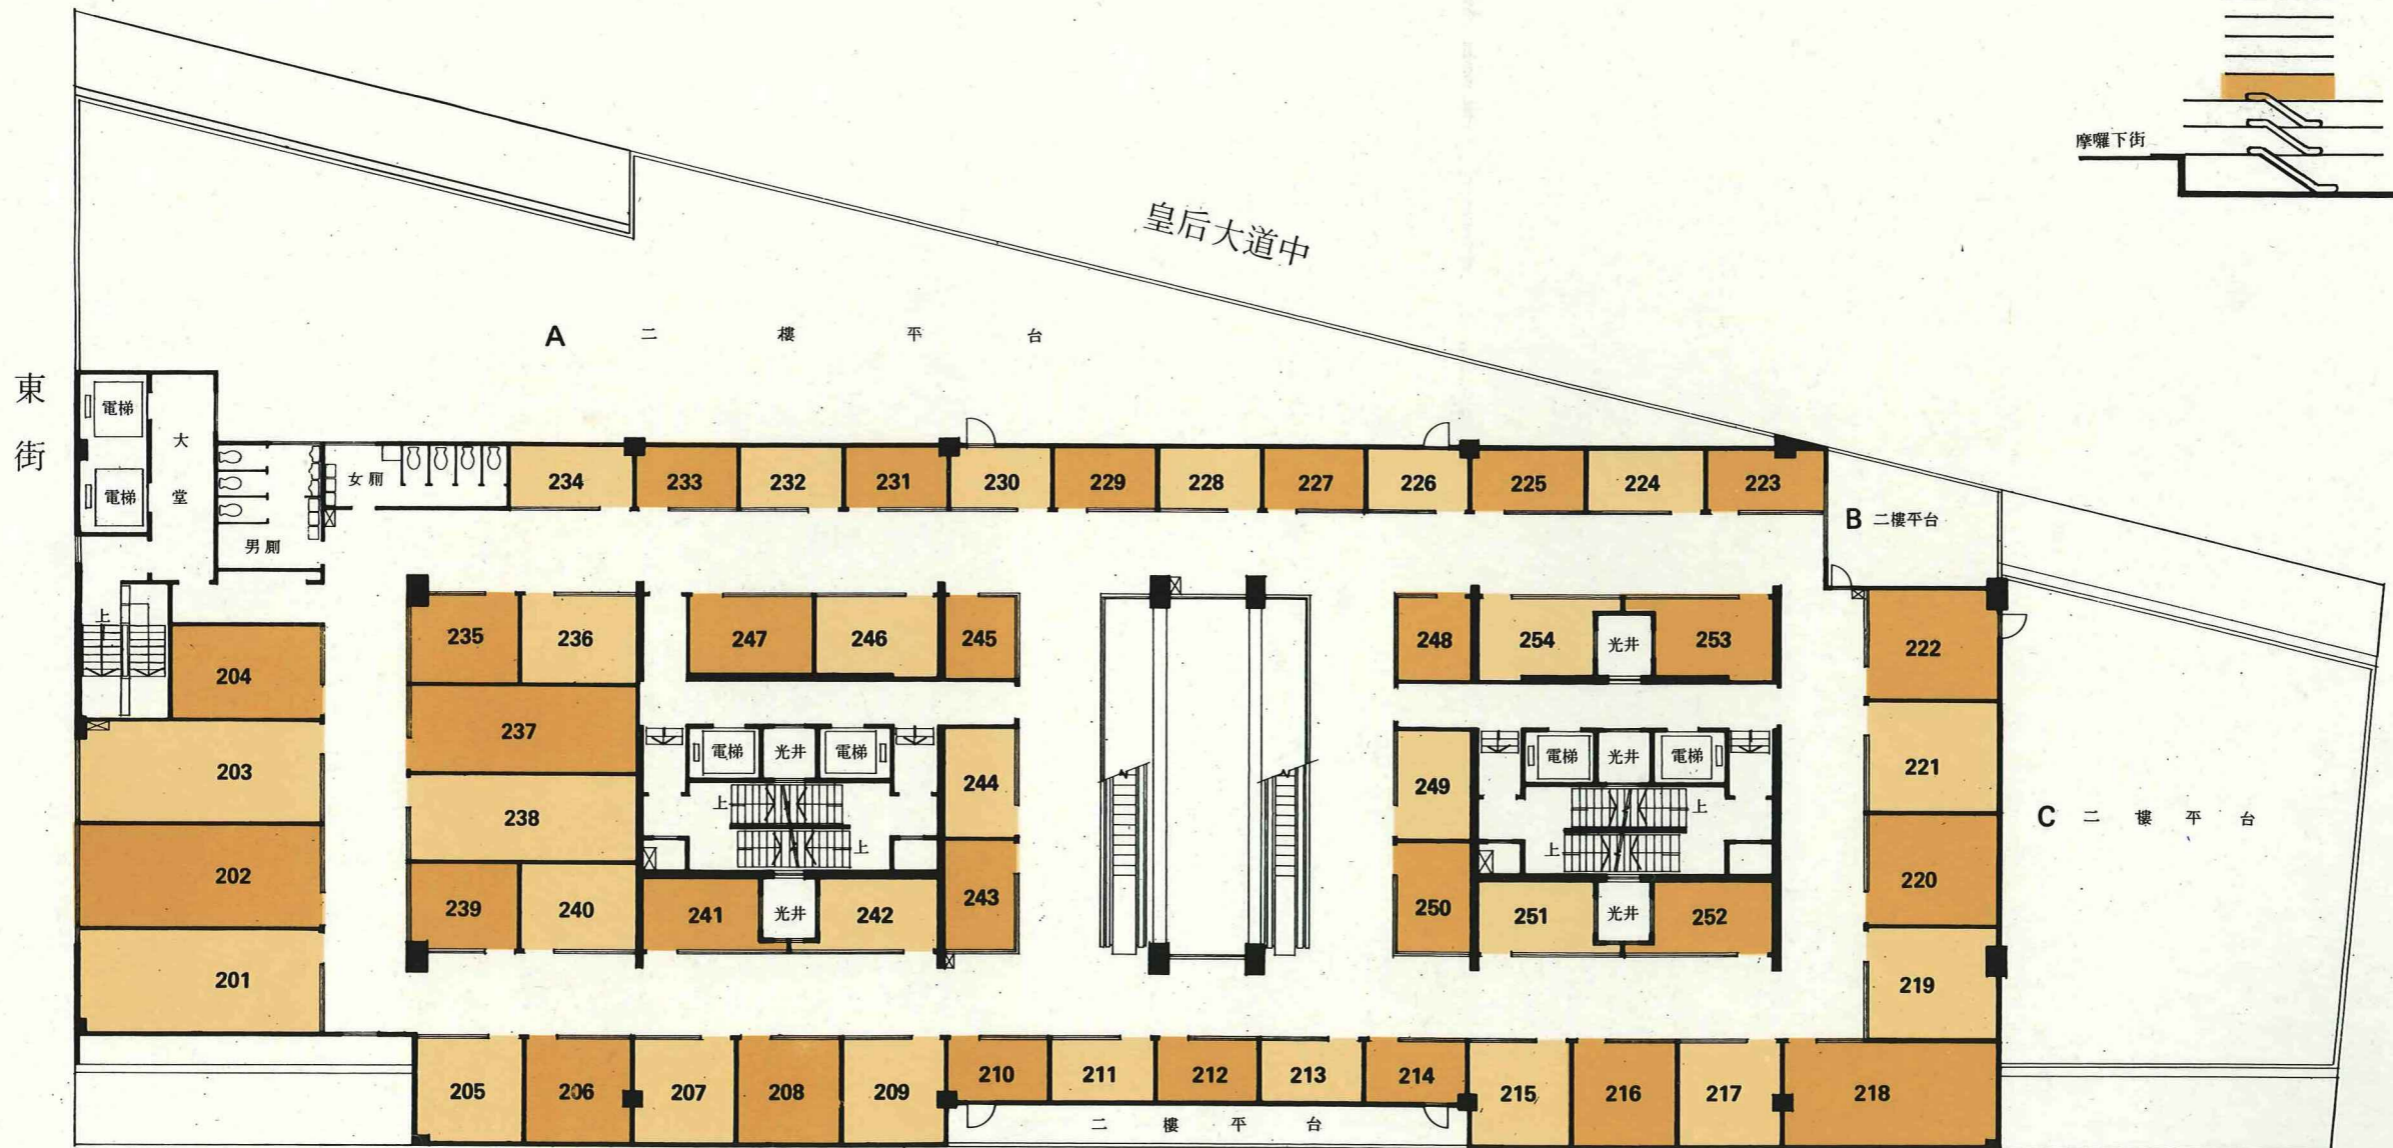 摩囉下街
皇后大道中
A 二樓平台
東街
電梯
大堂
電梯
女廁
男廁
234 233 232 231 230 229 228 227 226 225 224 223
B 二樓平台
上
235 236 247 246 245 248 254 光井 253 222
204
237
203
電梯 光井 電梯
電梯 光井 電梯
244 249 221
238
上 上
上 上
C 二樓平台
202
239 240 241 光井 242 243 250 251 光井 252 220
201
219
205 206 207 208 209 210 211 212 213 214 215 216 217 218
二樓平台